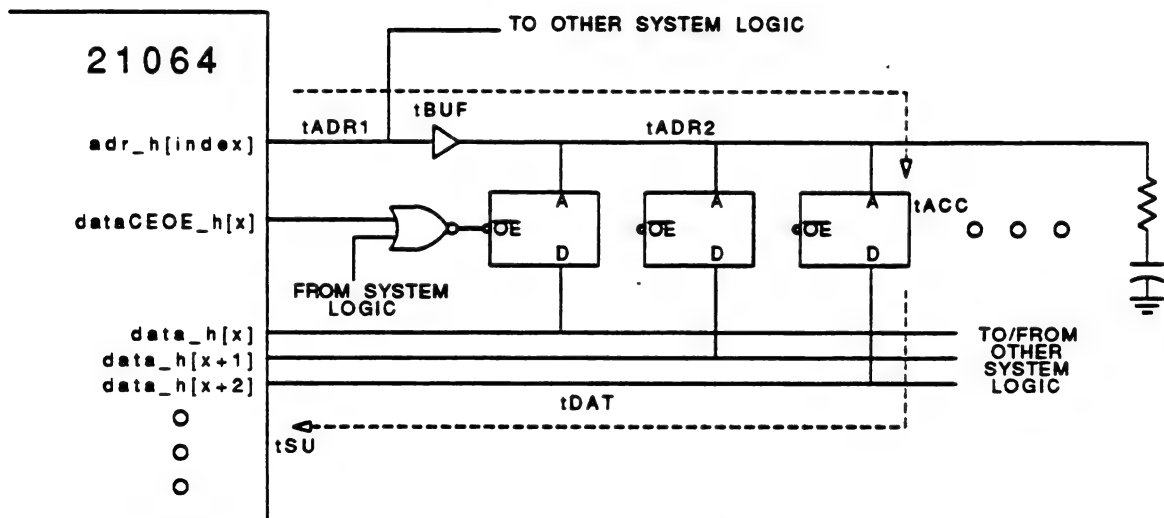 TO OTHER SYSTEM LOGIC
21064
tBUF
tADR1
tADR2
adr_h[index]
A
A
A
tACC
dataCEOE_h[x]
OE
OE
OE
D
D
D
FROM SYSTEM
LOGIC
data_h[x]
data_h[x+1]
data_h[x+2]
TO/FROM
OTHER
SYSTEM
LOGIC
tDAT
tSU